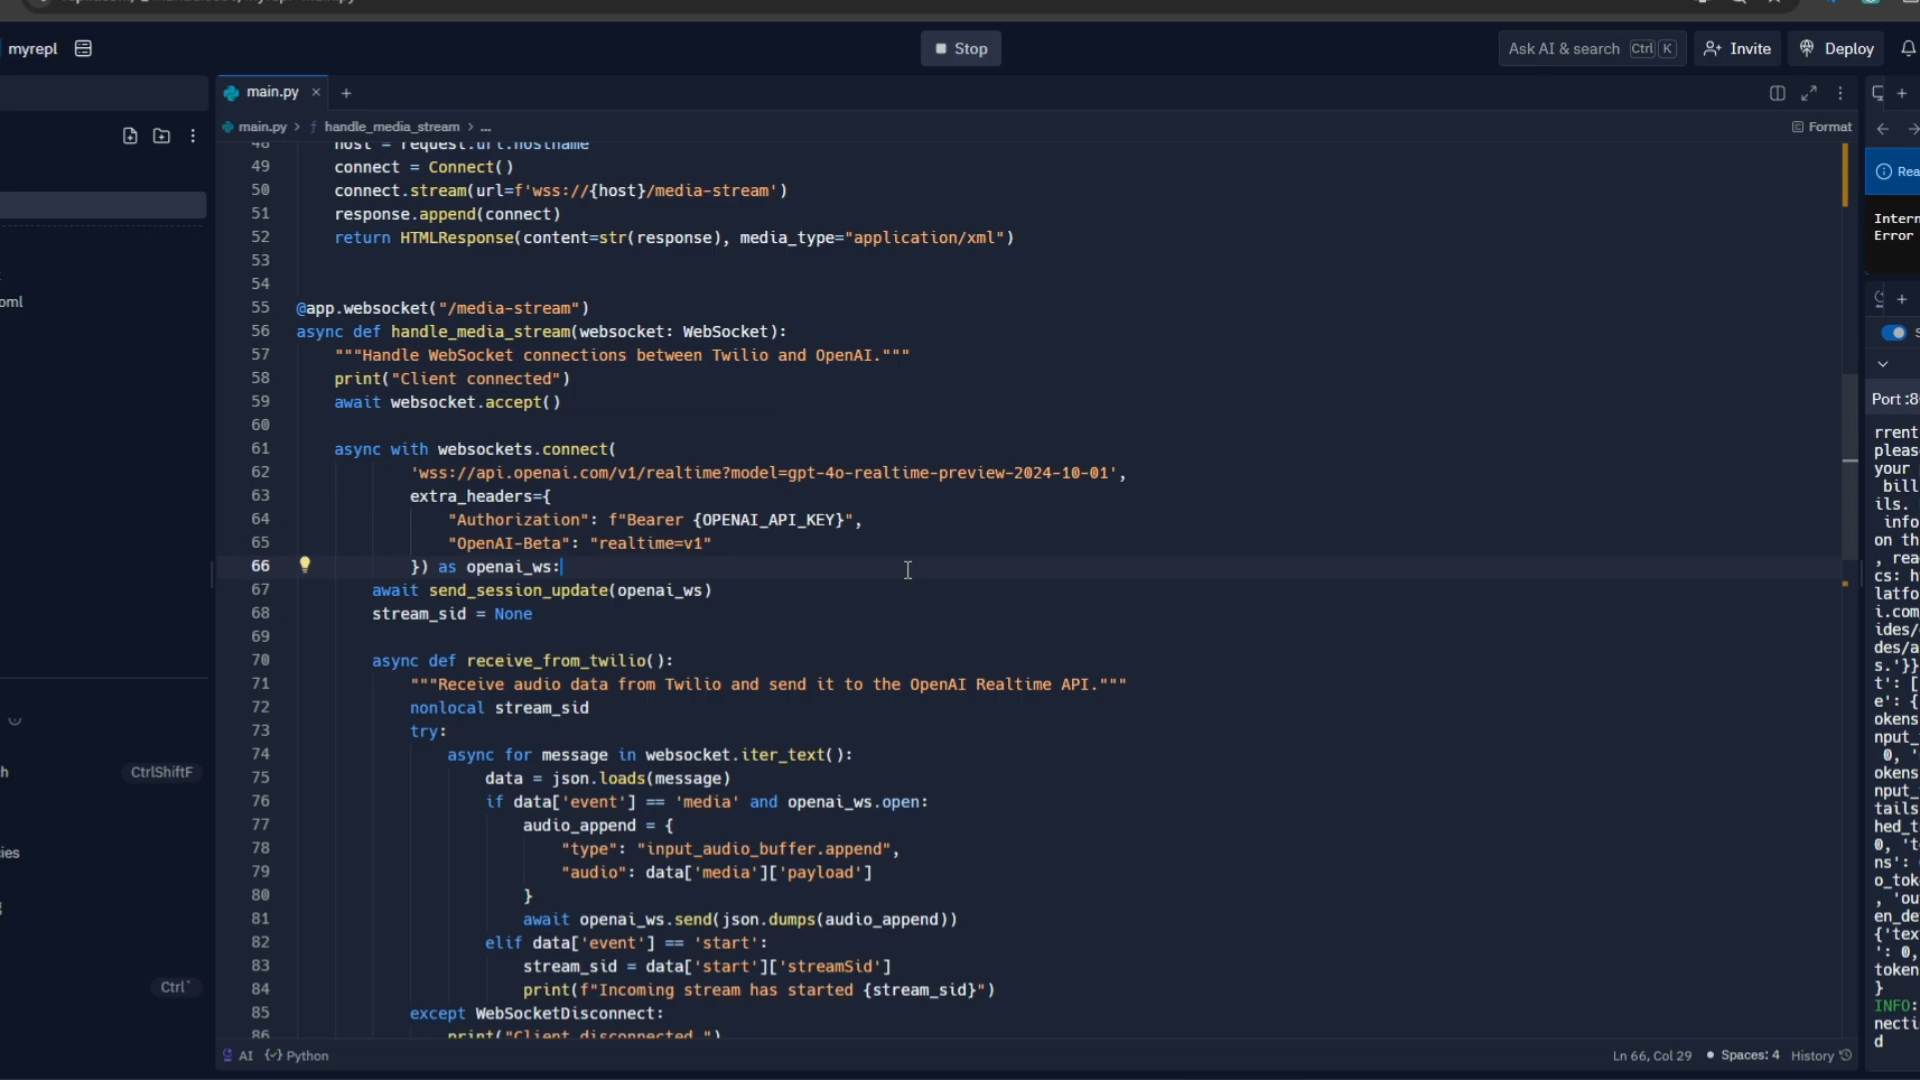 myrepl
Stop
Ask AI & search Ctrl K
Invite
Deploy
main.py
main.py > f handle_media_stream > ...
Format
48 host = request.url.hostname
49 connect = Connect()
50 connect.stream(url=f'wss://{host}/media-stream')
51 response.append(connect)
52 return HTMLResponse(content=str(response), media_type="application/xml")
53
54
55 @app.websocket("/media-stream")
56 async def handle_media_stream(websocket: WebSocket):
57 """Handle WebSocket connections between Twilio and OpenAI."""
58 print("Client connected")
59 await websocket.accept()
60
61 async with websockets.connect(
62 'wss://api.openai.com/v1/realtime?model=gpt-4o-realtime-preview-2024-10-01',
63 extra_headers={
64 "Authorization": f"Bearer {OPENAI_API_KEY}",
65 "OpenAI-Beta": "realtime=v1"
66 }) as openai_ws:
67 await send_session_update(openai_ws)
68 stream_sid = None
69
70 async def receive_from_twilio():
71 """Receive audio data from Twilio and send it to the OpenAI Realtime API."""
72 nonlocal stream_sid
73 try:
74 async for message in websocket.iter_text():
75 data = json.loads(message)
76 if data['event'] == 'media' and openai_ws.open:
77 audio_append = {
78 "type": "input_audio_buffer.append",
79 "audio": data['media']['payload']
80 }
81 await openai_ws.send(json.dumps(audio_append))
82 elif data['event'] == 'start':
83 stream_sid = data['start']['streamSid']
84 print(f"Incoming stream has started {stream_sid}")
85 except WebSocketDisconnect:
86 print("Client disconnected.")
oml
h
CtrlShiftF
ies
Ctrl`
AI
Python
Ln 66, Col 29
Spaces: 4
History
Rea
Intern
Error
Port :8
rrent
please
your
bill
ils.
info
on th
, rea
cs: h
latfo
i.com
ides/
des/a
s.'}}
t': [
e': {
okens
nput_
0, '
okens
nput_
tails
hed_t
0, 't
ns':
o_tok
, 'ou
en_de
{'tex
': 0,
token
}
INFO:
necti
d